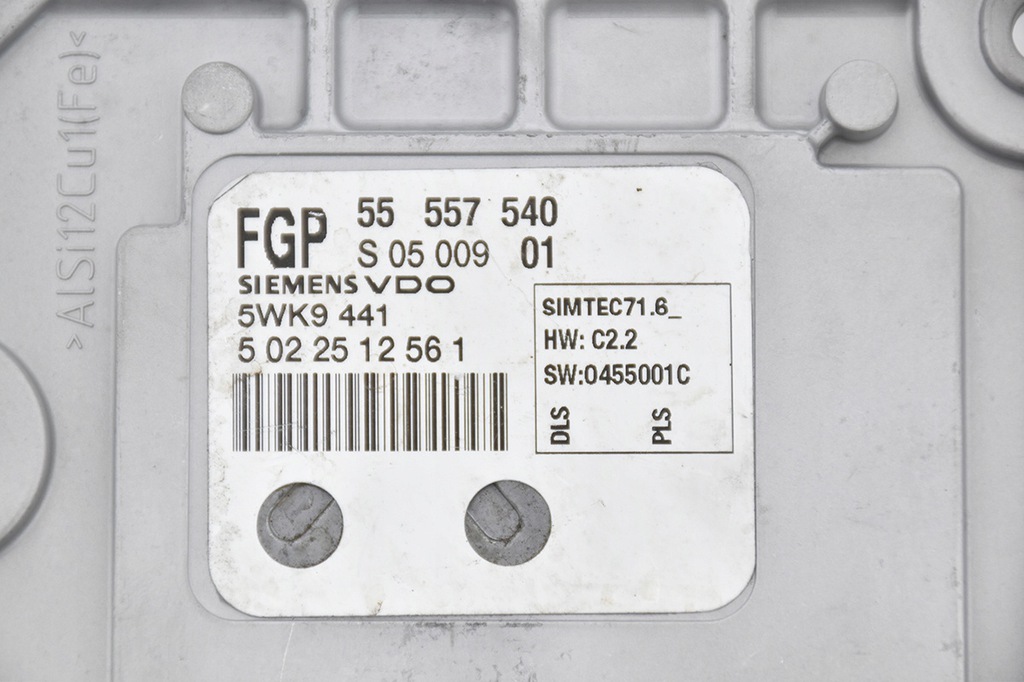 >AlSi12Cu1(Fe)<
FGP 55 557 540
S 05 009 01
SIEMENS VDO
5WK9 441
5 02 25 12 56 1
SIMTEC71.6_
HW: C2.2
SW:0455001C
DLS PLS